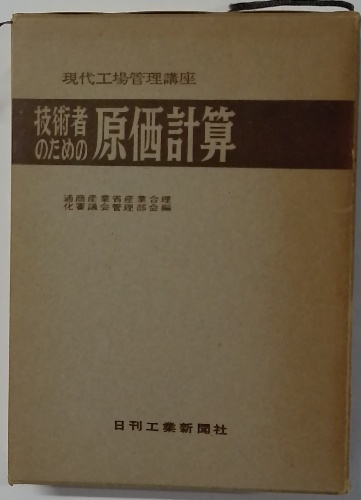 現代工場管理講座
技術者
のための
原価計算
通商産業省産業合理
化審議会管理部会編
日刊工業新聞社